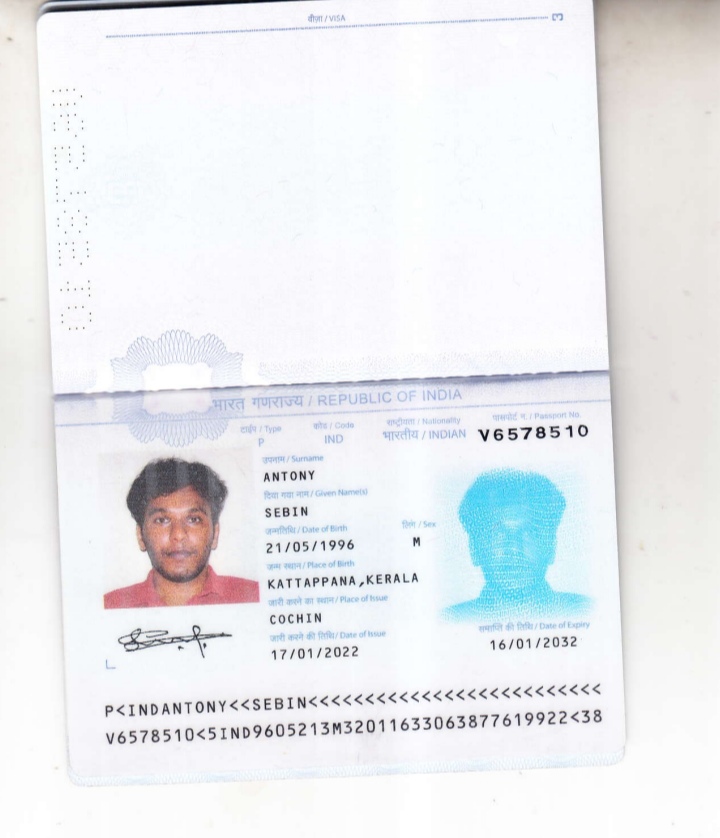 वीज़ा / VISA
3
भारत गणराज्य / REPUBLIC OF INDIA
टाईप / Type
कोड / Code
राष्ट्रीयता / Nationality
पासपोर्ट न. / Passport No.
P
IND
भारतीय / INDIAN
V6578510
उपनाम / Surname
ANTONY
दिया गया नाम / Given Name(s)
SEBIN
जन्मतिथि / Date of Birth
लिंग / Sex
21/05/1996
M
जन्म स्थान / Place of Birth
KATTAPPANA,KERALA
जारी करने का स्थान / Place of Issue
COCHIN
जारी करने की तिथि / Date of Issue
समाप्ति की तिथि / Date of Expiry
17/01/2022
16/01/2032
P<INDANTONY<<SEBIN<<<<<<<<<<<<<<<<<<<<<<<<<<
V6578510<5IND9605213M32011633063877619922<38